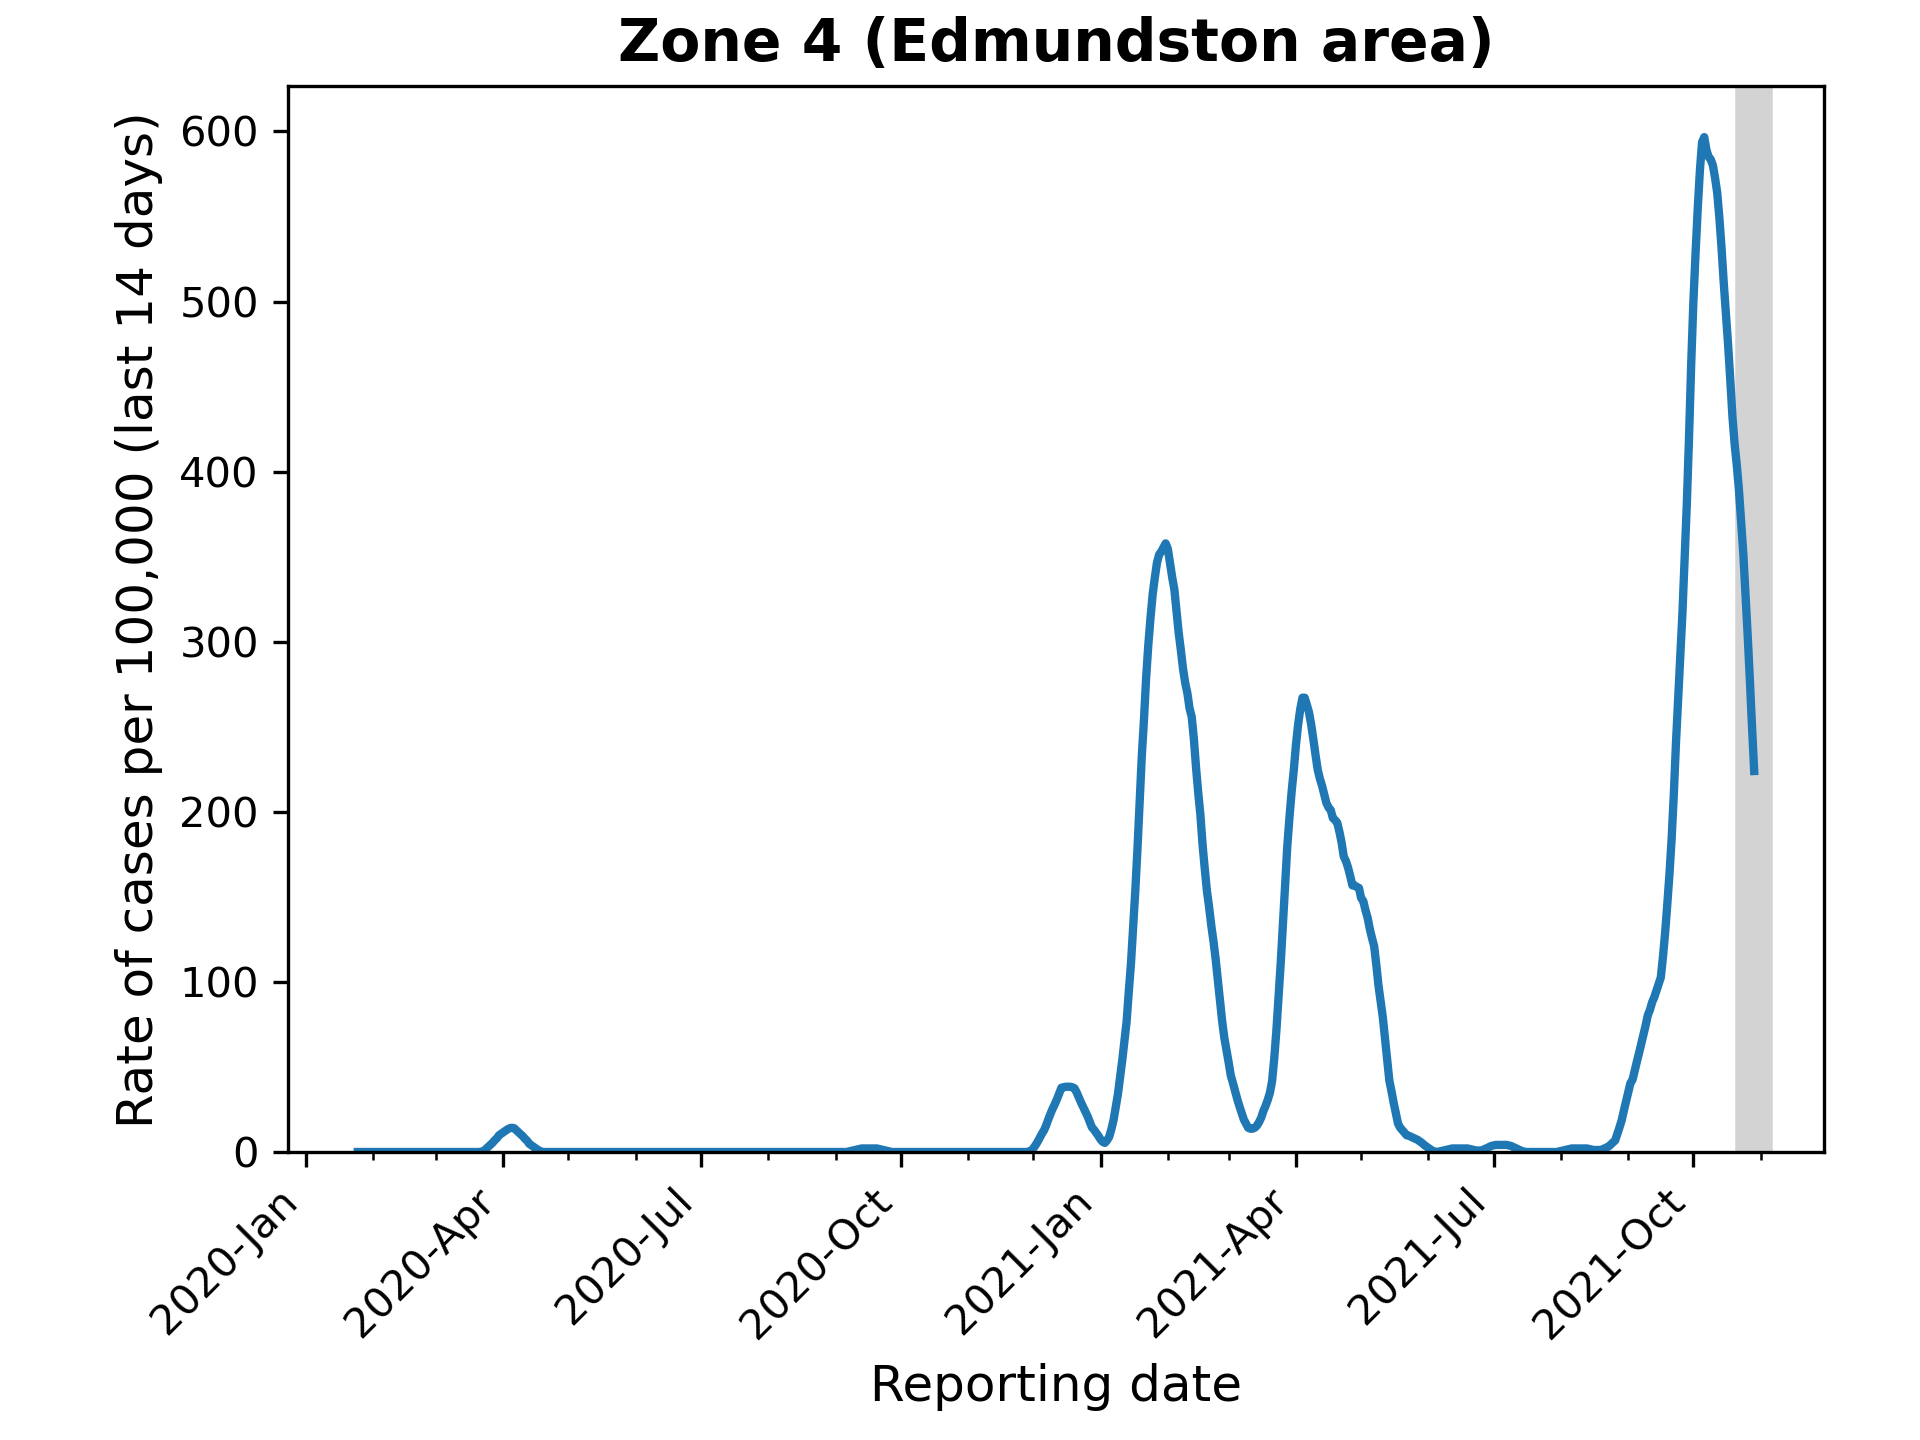 Zone 4 (Edmundston area)
Rate of cases per 100,000 (last 14 days)
600
500
400
300
200
100
0
2020-Jan
2020-Apr
2020-Jul
2020-Oct
2021-Jan
2021-Apr
2021-Jul
2021-Oct
Reporting date